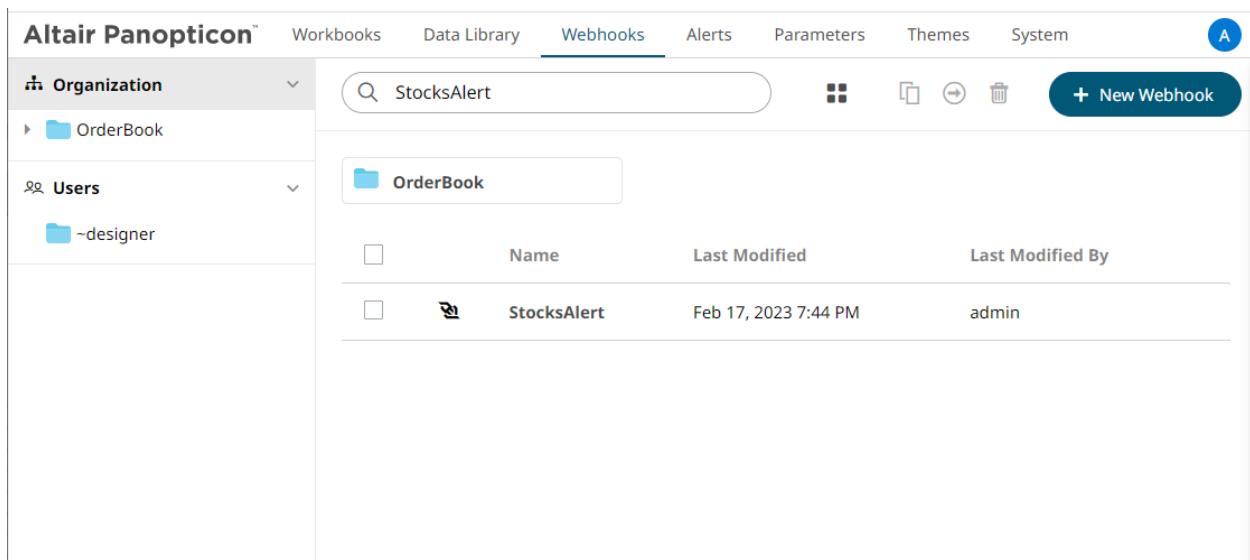 Altair Panopticon™ Workbooks Data Library Webhooks Alerts Parameters Themes System A
Organization
OrderBook
Users
~designer
StocksAlert + New Webhook
OrderBook
Name Last Modified Last Modified By
StocksAlert Feb 17, 2023 7:44 PM admin